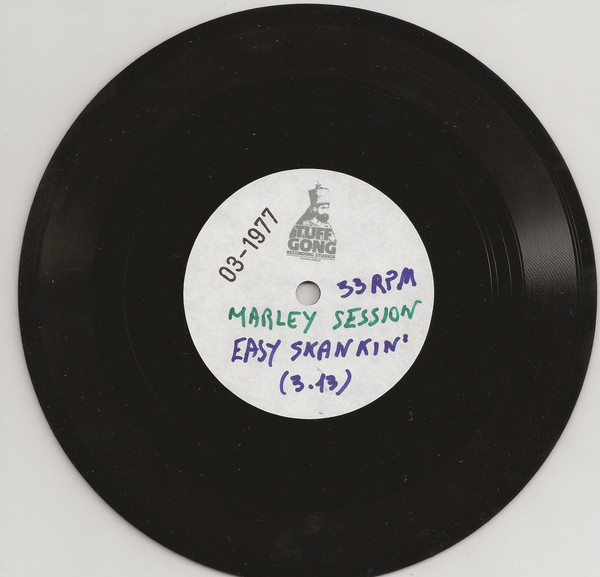 TUFF
GONG
RECORDING STUDIOS
03-1977
33 RPM
MARLEY SESSION
EASY SKANKIN'
(3.13)